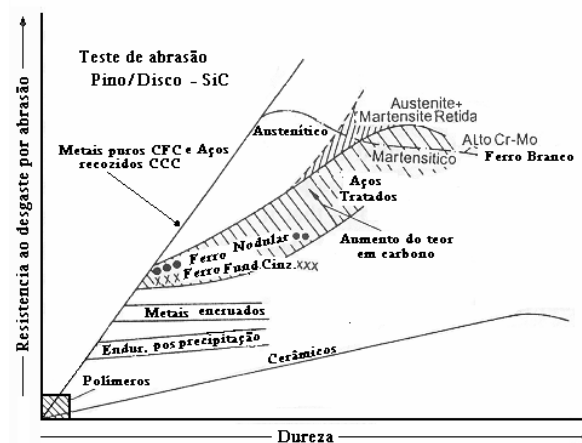 Teste de abrasão
Pino/Disco - SiC
Resistencia ao desgaste por abrasão
Austenite+
Martensite Retida
Austenítico
Metais puros CFC e Aços
recozidos CCC
Alto Cr-Mo
Martensitico
Ferro Branco
Aços
Tratados
Aumento do teor
em carbono
Ferro Nodular
Ferro Fund. Cinz. xxx
x x x
Metais encruados
Endur. pos precipitação
Cerâmicos
Polímeros
Dureza